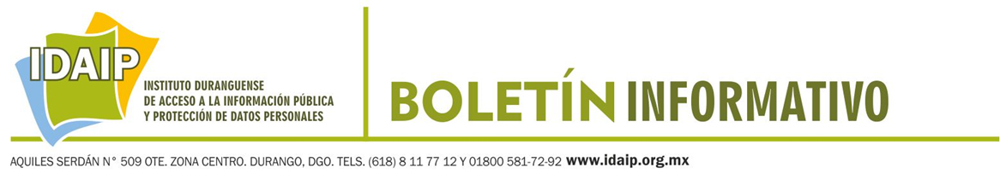 IDAIP
INSTITUTO DURANGUENSE
DE ACCESO A LA INFORMACIÓN PÚBLICA
Y PROTECCIÓN DE DATOS PERSONALES
BOLETÍN INFORMATIVO
AQUILES SERDÁN N° 509 OTE. ZONA CENTRO. DURANGO, DGO. TELS. (618) 8 11 77 12 Y 01800 581-72-92 www.idaip.org.mx